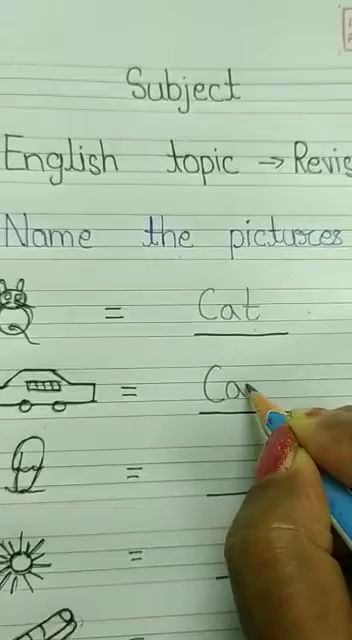 Subject
English topic → Revis
Name the pictures
= Cat
= Ca
=
=